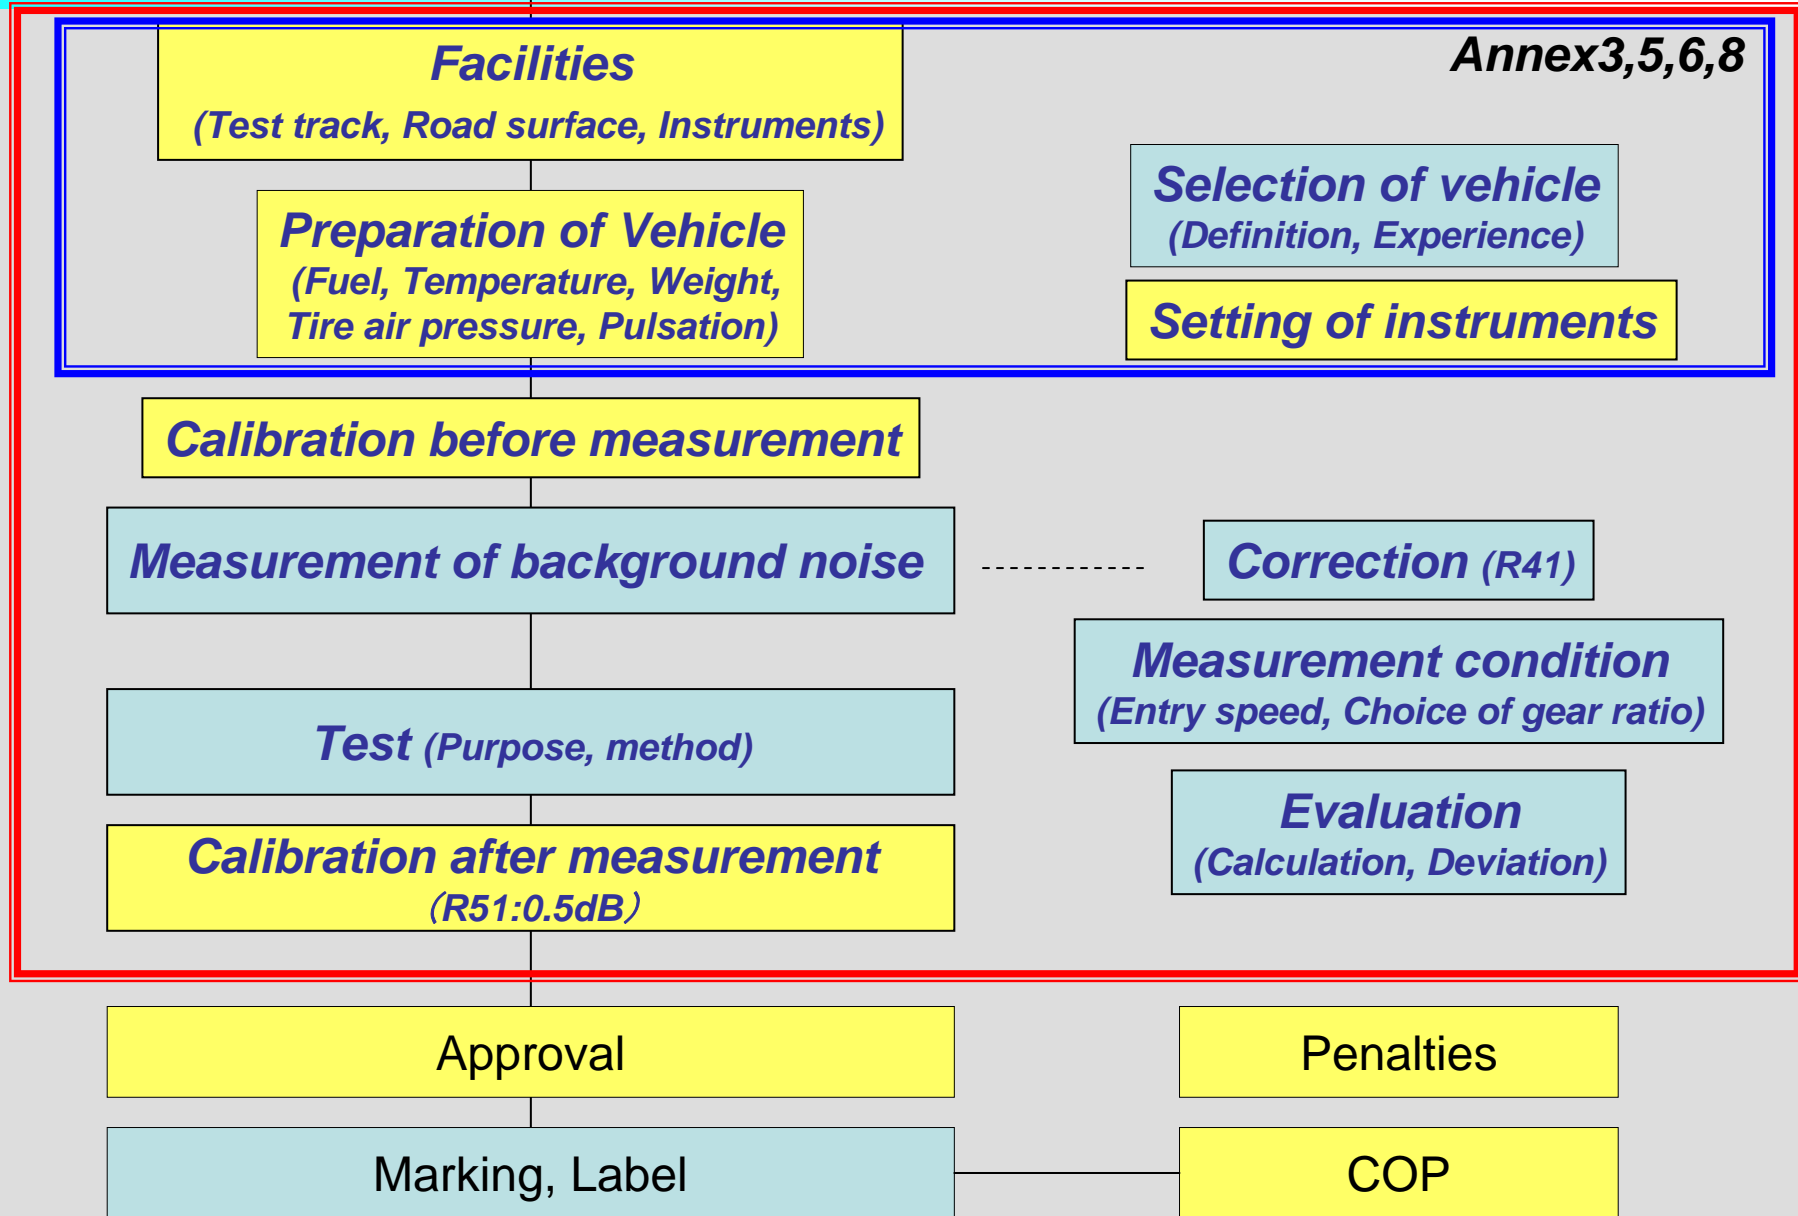 Facilities
(Test track, Road surface, Instruments)
Annex3,5,6,8
Preparation of Vehicle
(Fuel, Temperature, Weight,
Tire air pressure, Pulsation)
Selection of vehicle
(Definition, Experience)
Setting of instruments
Calibration before measurement
Measurement of background noise
Correction (R41)
Measurement condition
(Entry speed, Choice of gear ratio)
Test (Purpose, method)
Evaluation
(Calculation, Deviation)
Calibration after measurement
（R51:0.5dB）
Approval
Penalties
Marking, Label
COP